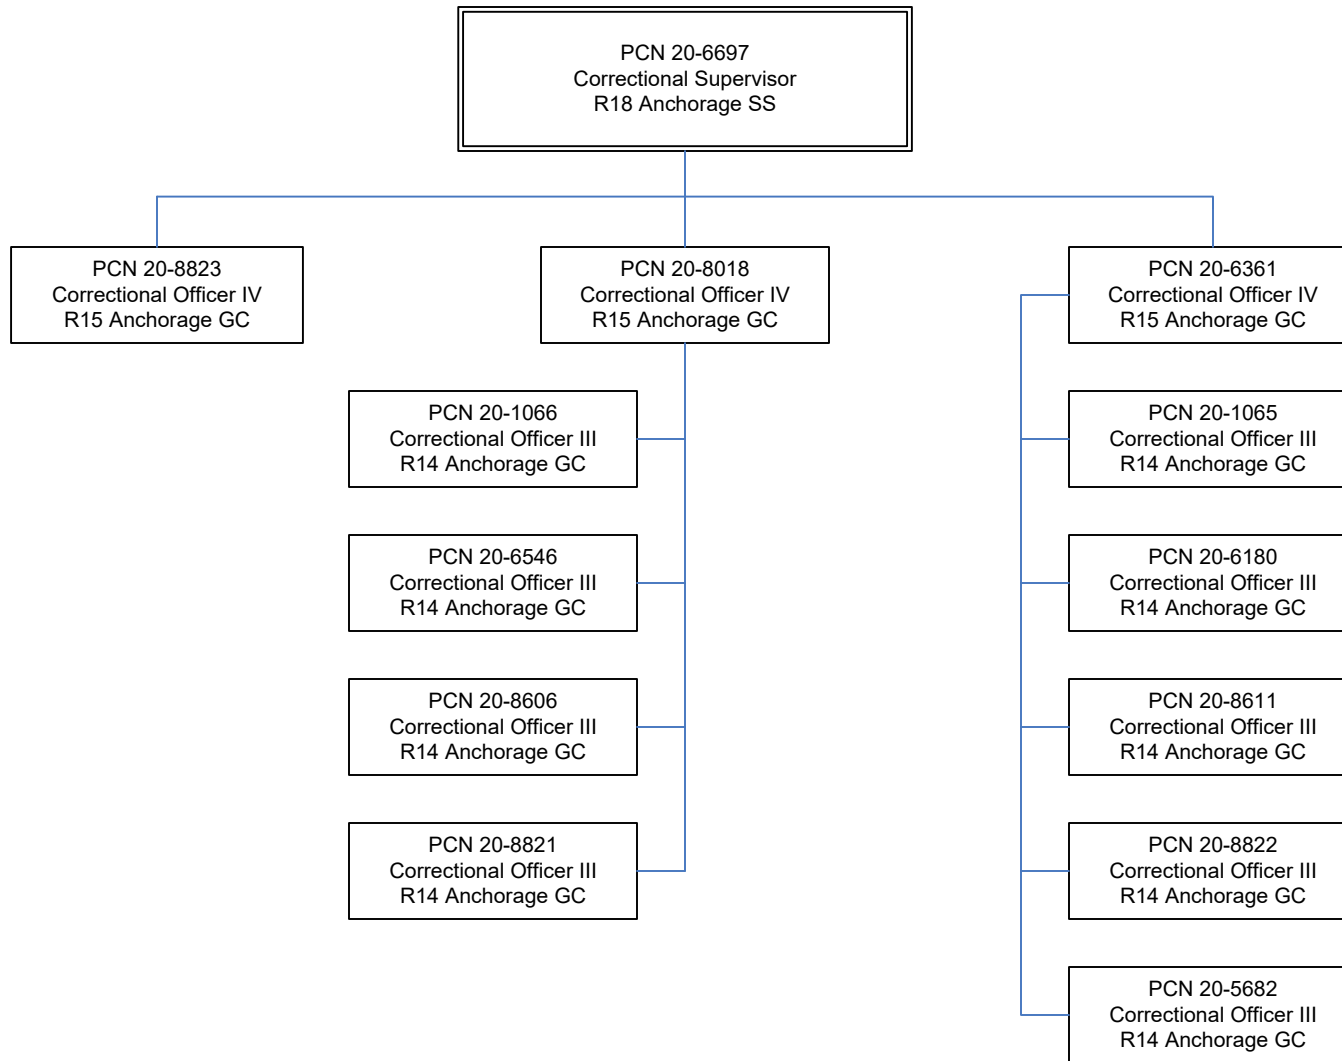 PCN 20-6697
Correctional Supervisor
R18 Anchorage SS
PCN 20-8823
Correctional Officer IV
R15 Anchorage GC
PCN 20-8018
Correctional Officer IV
R15 Anchorage GC
PCN 20-6361
Correctional Officer IV
R15 Anchorage GC
PCN 20-1066
Correctional Officer III
R14 Anchorage GC
PCN 20-1065
Correctional Officer III
R14 Anchorage GC
PCN 20-6546
Correctional Officer III
R14 Anchorage GC
PCN 20-6180
Correctional Officer III
R14 Anchorage GC
PCN 20-8606
Correctional Officer III
R14 Anchorage GC
PCN 20-8611
Correctional Officer III
R14 Anchorage GC
PCN 20-8821
Correctional Officer III
R14 Anchorage GC
PCN 20-8822
Correctional Officer III
R14 Anchorage GC
PCN 20-5682
Correctional Officer III
R14 Anchorage GC